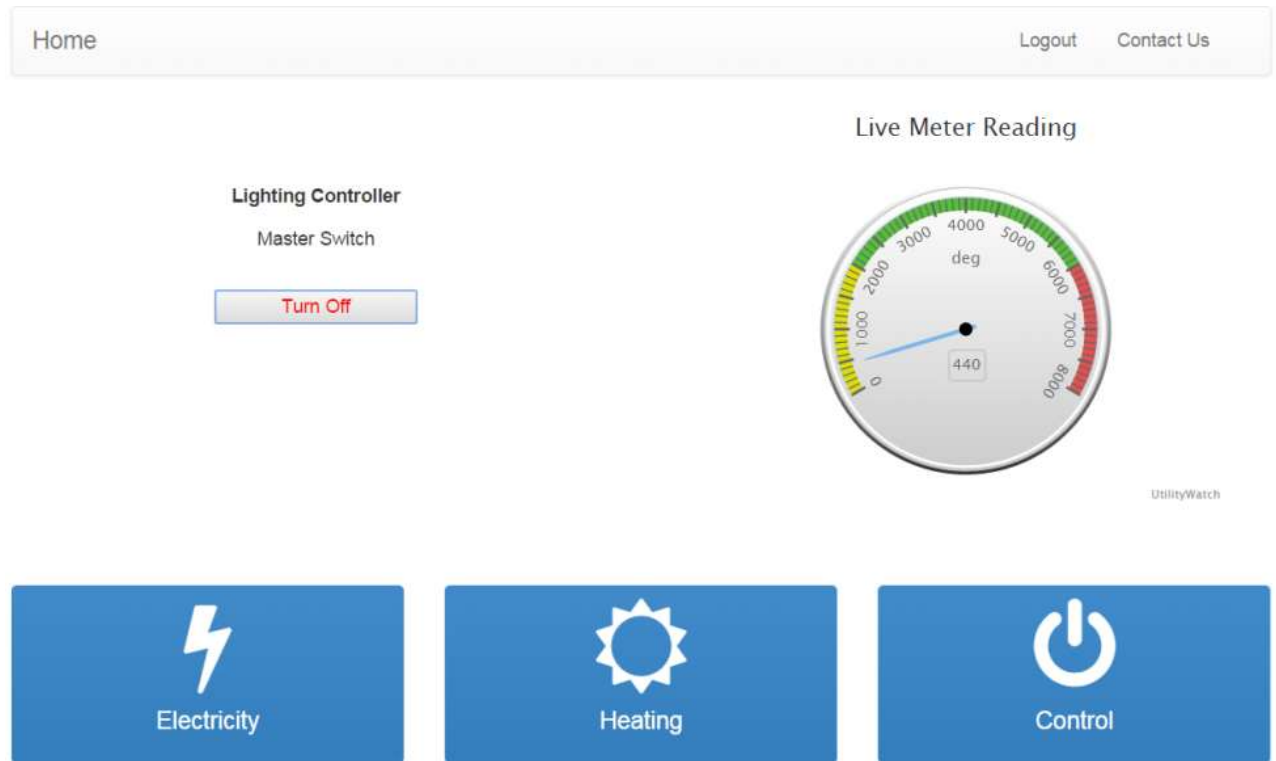 Home
Logout
Contact Us
Live Meter Reading
Lighting Controller
Master Switch
Turn Off
0
1000
2000
3000
4000
5000
6000
7000
8000
deg
440
UtilityWatch
Electricity
Heating
Control